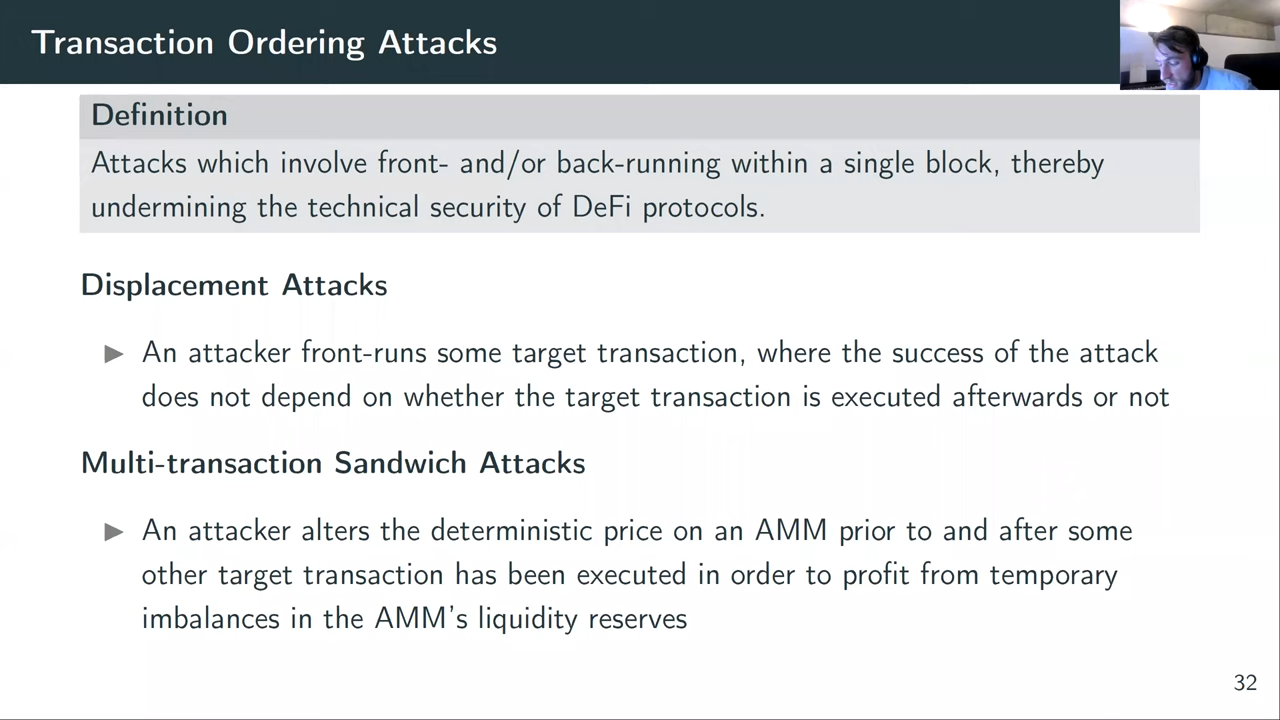 Transaction Ordering Attacks
Definition
Attacks which involve front- and/or back-running within a single block, thereby
undermining the technical security of DeFi protocols.
Displacement Attacks
▶ An attacker front-runs some target transaction, where the success of the attack
does not depend on whether the target transaction is executed afterwards or not
Multi-transaction Sandwich Attacks
▶ An attacker alters the deterministic price on an AMM prior to and after some
other target transaction has been executed in order to profit from temporary
imbalances in the AMM's liquidity reserves
32